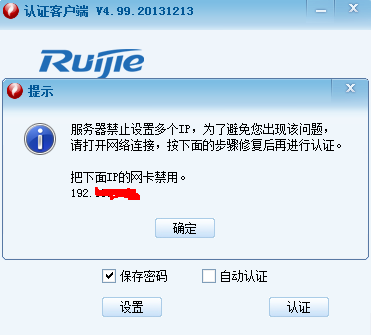 认证客户端 V4.99.20131213
Ruijie
提示
服务器禁止设置多个IP，为了避免您出现该问题，
请打开网络连接，按下面的步骤修复后再进行认证。
把下面IP的网卡禁用。
192.
确定
保存密码 自动认证
设置 认证